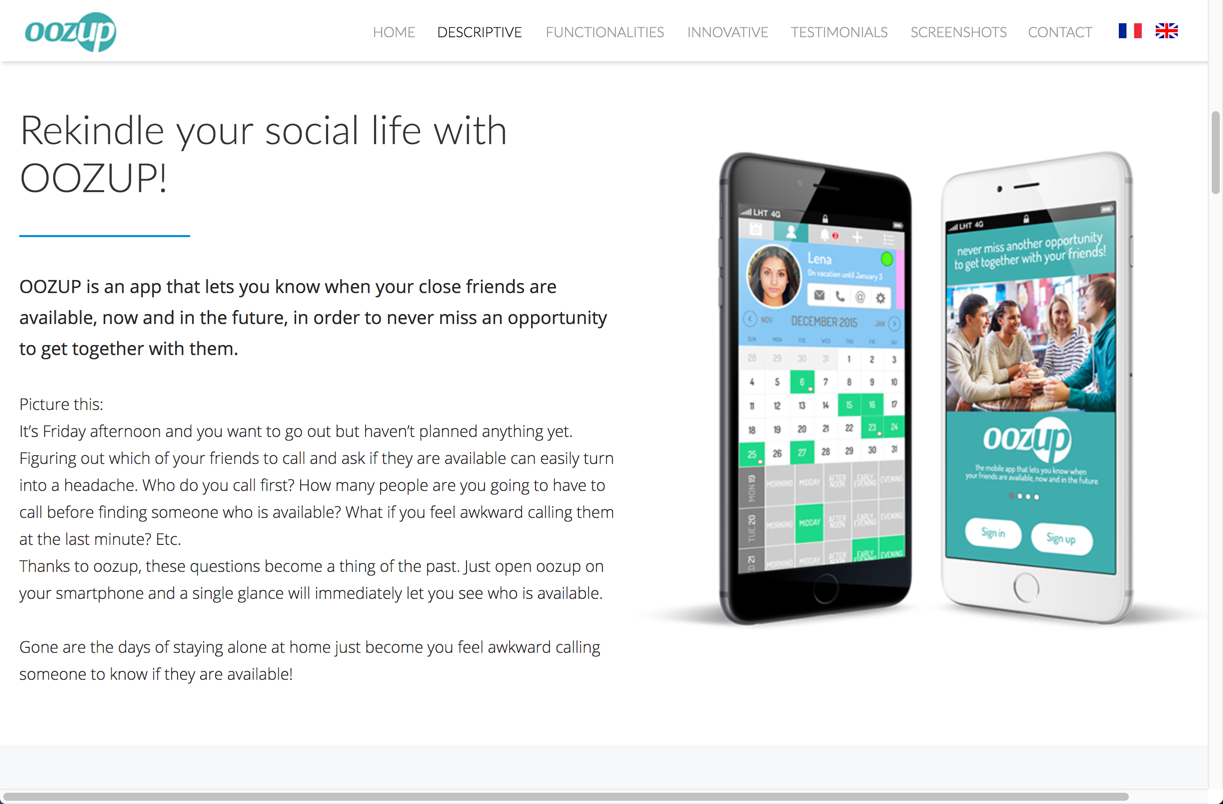 oozup
HOME DESCRIPTIVE FUNCTIONALITIES INNOVATIVE TESTIMONIALS SCREENSHOTS CONTACT
Rekindle your social life with
OOZUP!
OOZUP is an app that lets you know when your close friends are
available, now and in the future, in order to never miss an opportunity
to get together with them.
Picture this:
It’s Friday afternoon and you want to go out but haven’t planned anything yet.
Figuring out which of your friends to call and ask if they are available can easily turn
into a headache. Who do you call first? How many people are you going to have to
call before finding someone who is available? What if you feel awkward calling them
at the last minute? Etc.
Thanks to oozup, these questions become a thing of the past. Just open oozup on
your smartphone and a single glance will immediately let you see who is available.
Gone are the days of staying alone at home just become you feel awkward calling
someone to know if they are available!
LHT 4G
Lena
On vacation until January 3
@
NOV DECEMBER 2015 JAN
SUN MON TUE WED THU FRI SAT
28 29 30 31 1 2 3
4 5 6 7 8 9 10
11 12 13 14 15 16 17
18 19 20 21 22 23 24
25 26 27 28 29 30 31
MON 19 MORNING MIDDAY AFTER NOON EARLY EVENING EVENING
TUE 20 MORNING MIDDAY AFTER NOON EARLY EVENING EVENING
21 MORNING MIDDAY AFTER NOON EARLY EVENING EVENING
LHT 4G
never miss another opportunity
to get together with your friends!
oozup
the mobile app that lets you know when
your friends are available, now and in the future
Sign in Sign up